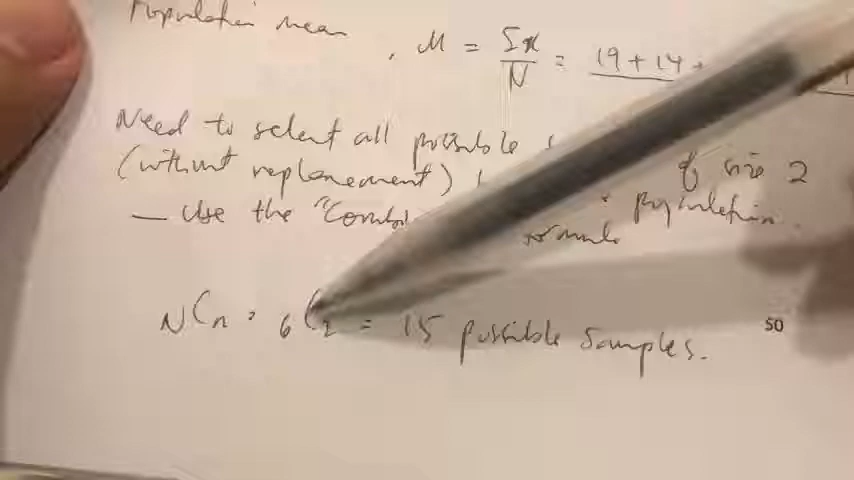 Population mean, M = Σx / N = 19 + 14 +
Need to select all possible
(without replacement) of size 2
— Use the "Combi formula population.
NCn = 6C2 = 15 possible samples.
50